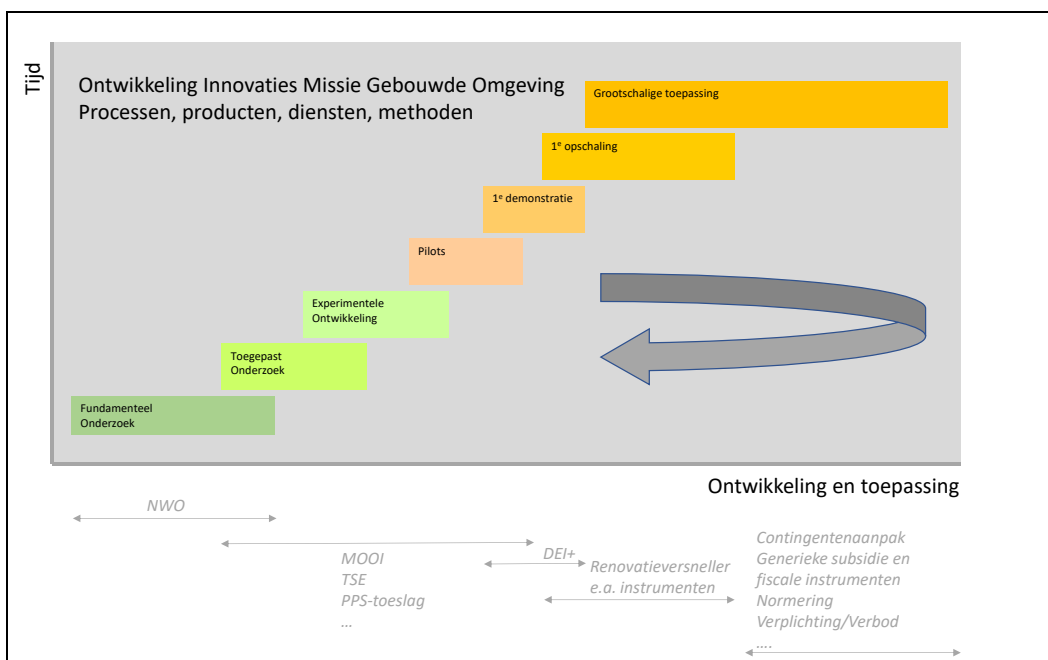 Tijd
Ontwikkeling Innovaties Missie Gebouwde Omgeving
Processen, producten, diensten, methoden
Grootschalige toepassing
1e opschaling
1e demonstratie
Pilots
Experimentele
Ontwikkeling
Toegepast
Onderzoek
Fundamenteel
Onderzoek
Ontwikkeling en toepassing
NWO
MOOI
TSE
PPS-toeslag
...
DEI+
Renovatieversneller
e.a. instrumenten
Contingentenaanpak
Generieke subsidie en
fiscale instrumenten
Normering
Verplichting/Verbod
....